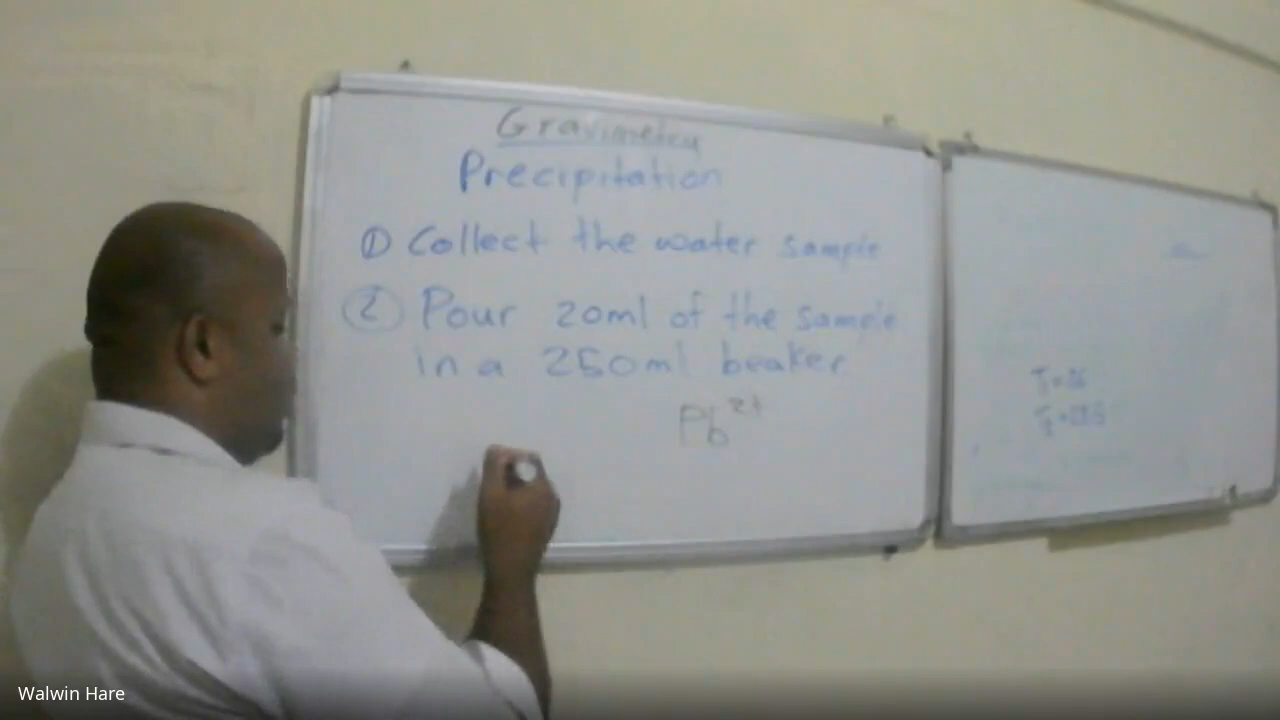 Gravimetry
Precipitation
① Collect the water sample
② Pour 20ml of the sample
in a 250ml beaker
Pb²⁺
Walwin Hare